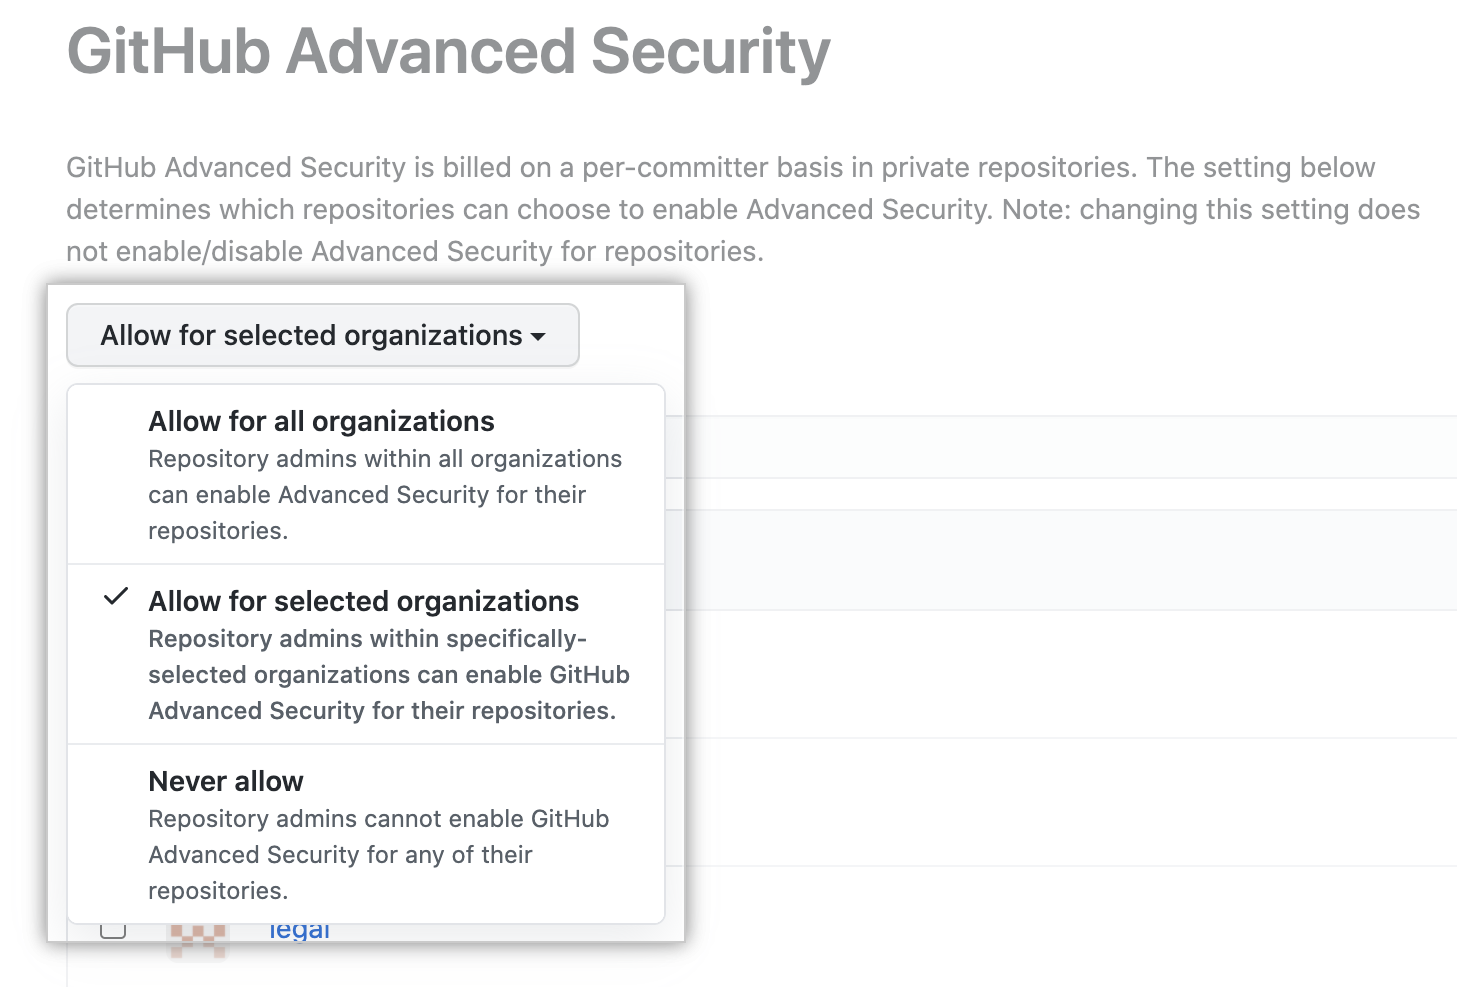 GitHub Advanced Security
GitHub Advanced Security is billed on a per-committer basis in private repositories. The setting below
determines which repositories can choose to enable Advanced Security. Note: changing this setting does
not enable/disable Advanced Security for repositories.
Allow for selected organizations
Allow for all organizations
Repository admins within all organizations
can enable Advanced Security for their
repositories.
Allow for selected organizations
Repository admins within specifically-
selected organizations can enable GitHub
Advanced Security for their repositories.
Never allow
Repository admins cannot enable GitHub
Advanced Security for any of their
repositories.
legal